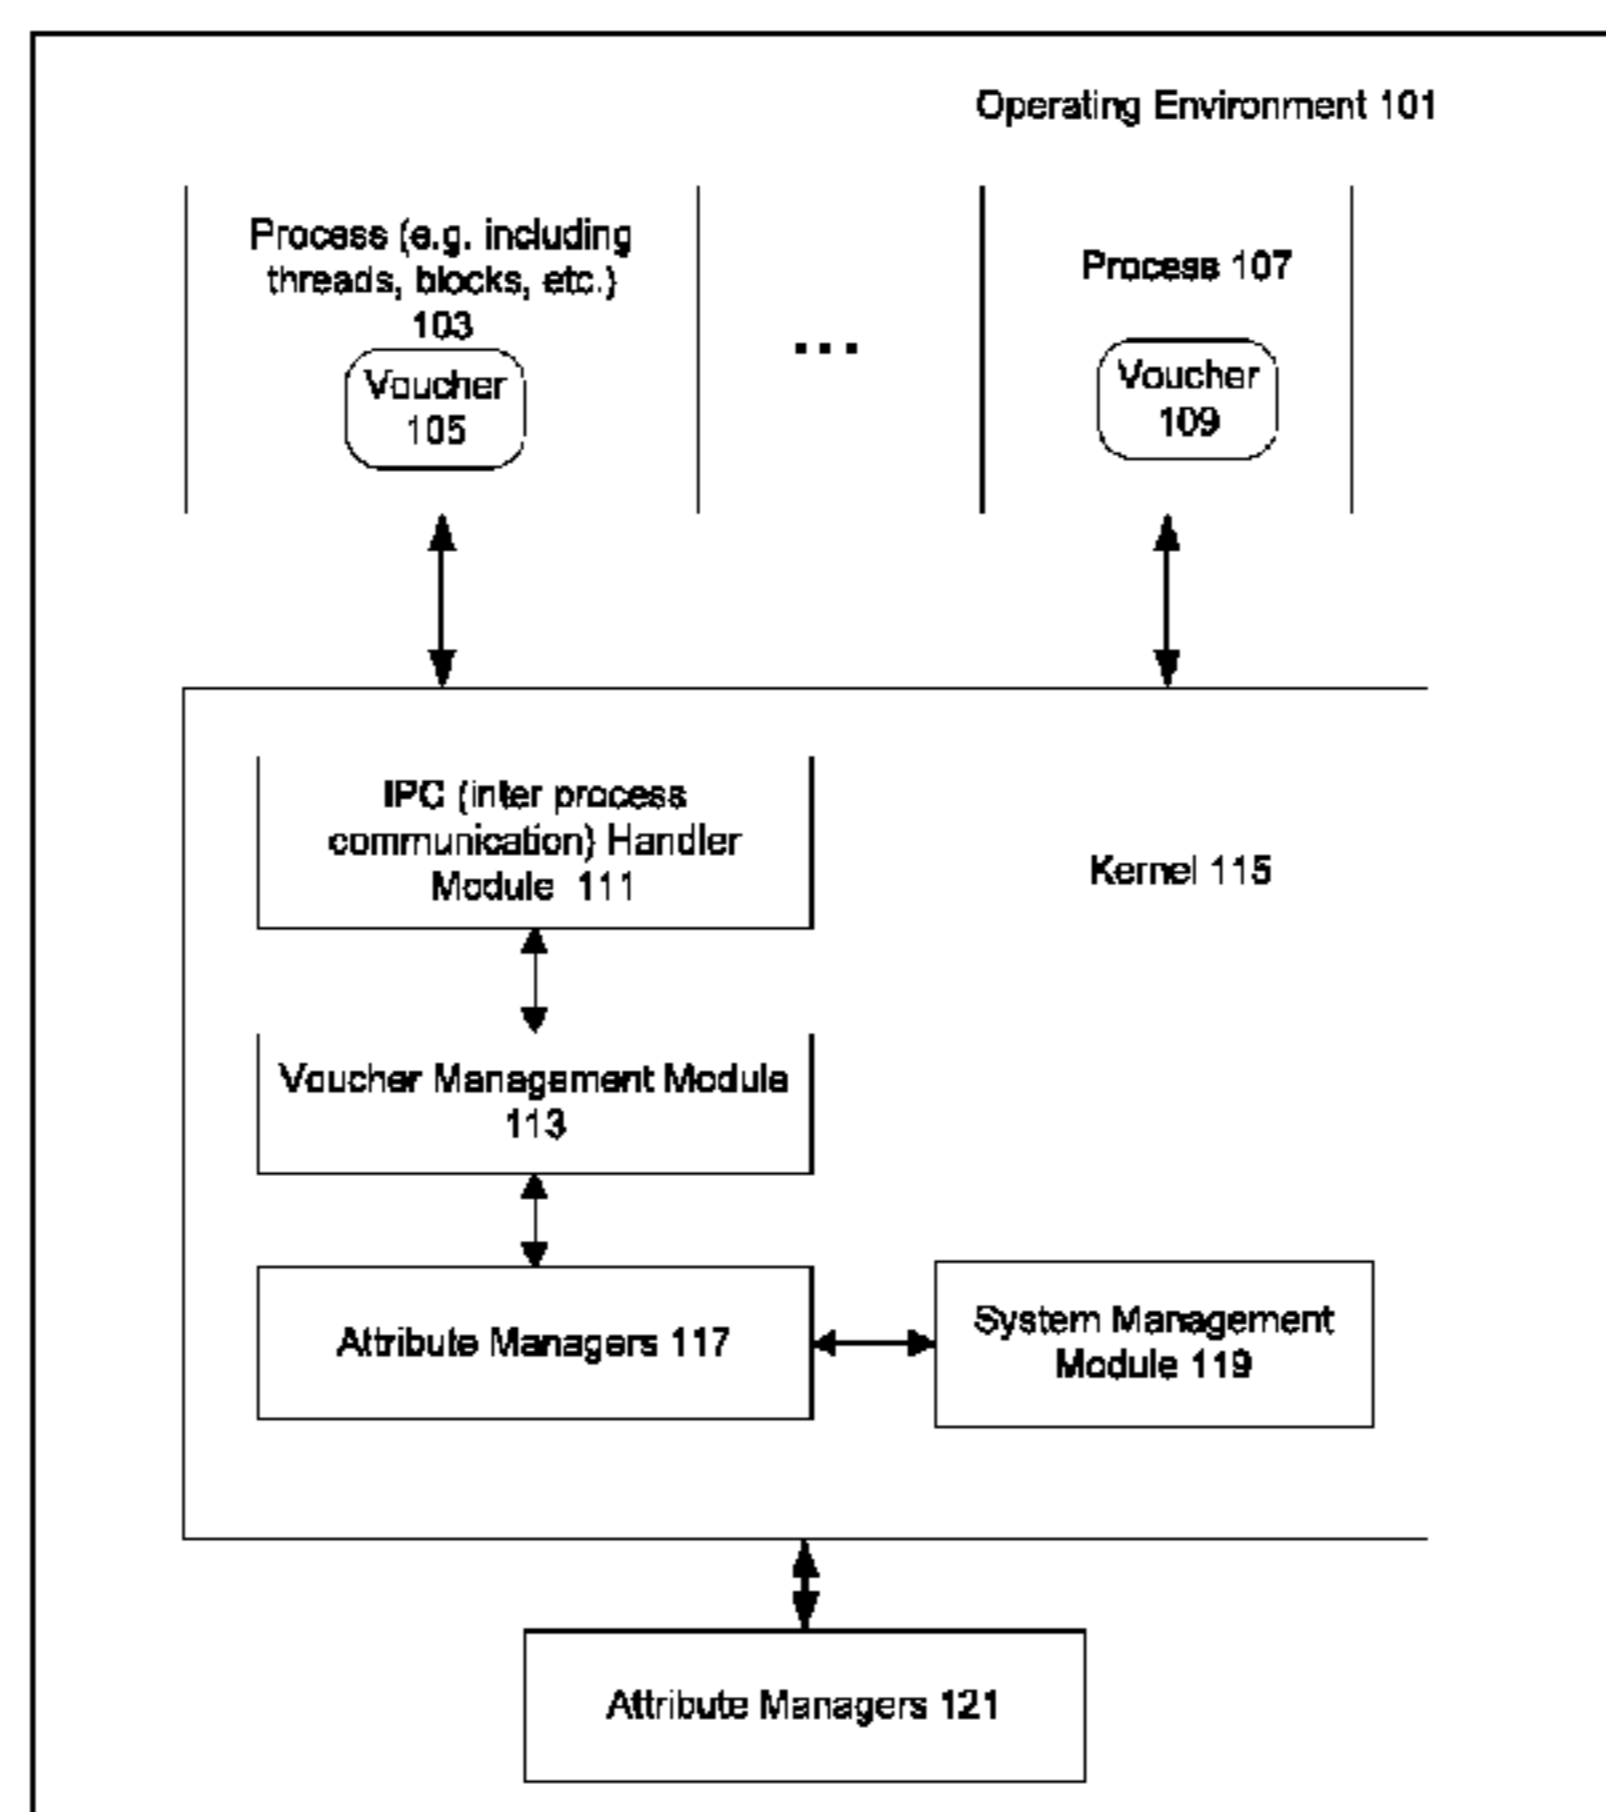 Operating Environment 101
Process (e.g. including
threads, blocks, etc.)
103
Voucher
105
...
Process 107
Voucher
109
IPC (inter process
communication) Handler
Module 111
Kernel 115
Voucher Management Module
113
Attribute Managers 117
System Management
Module 119
Attribute Managers 121